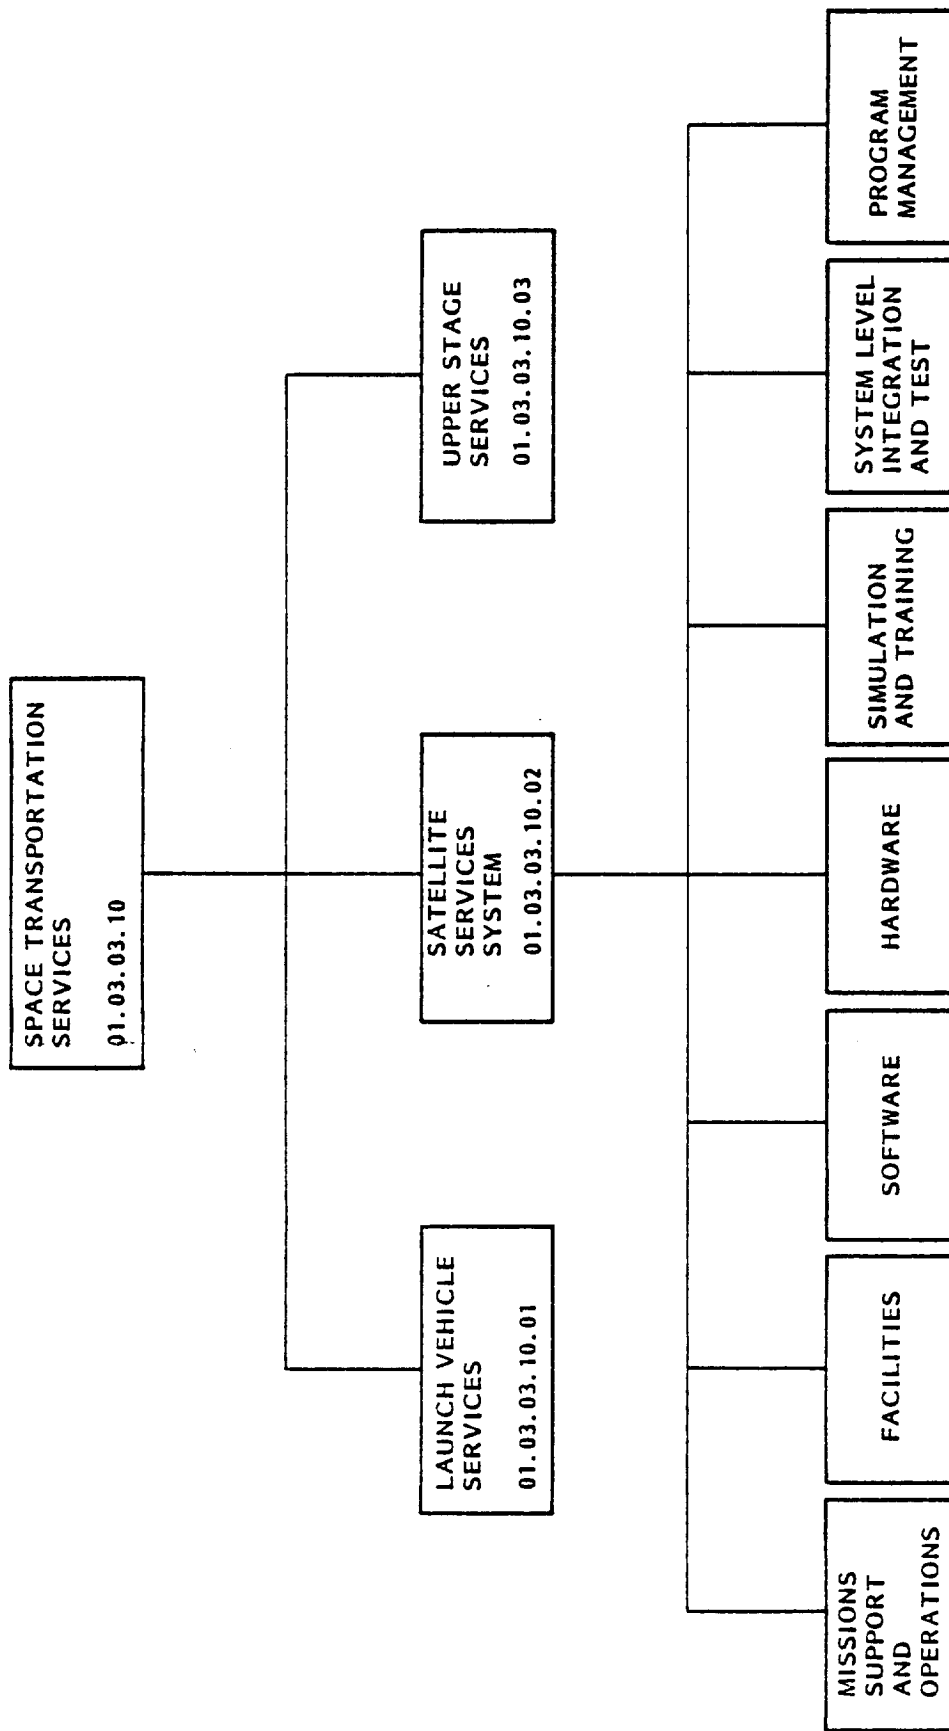 SPACE TRANSPORTATION
SERVICES
01.03.03.10
LAUNCH VEHICLE
SERVICES
01.03.03.10.01
SATELLITE
SERVICES
SYSTEM
01.03.03.10.02
UPPER STAGE
SERVICES
01.03.03.10.03
MISSIONS
SUPPORT
AND
OPERATIONS
FACILITIES
SOFTWARE
HARDWARE
SIMULATION
AND TRAINING
SYSTEM LEVEL
INTEGRATION
AND TEST
PROGRAM
MANAGEMENT